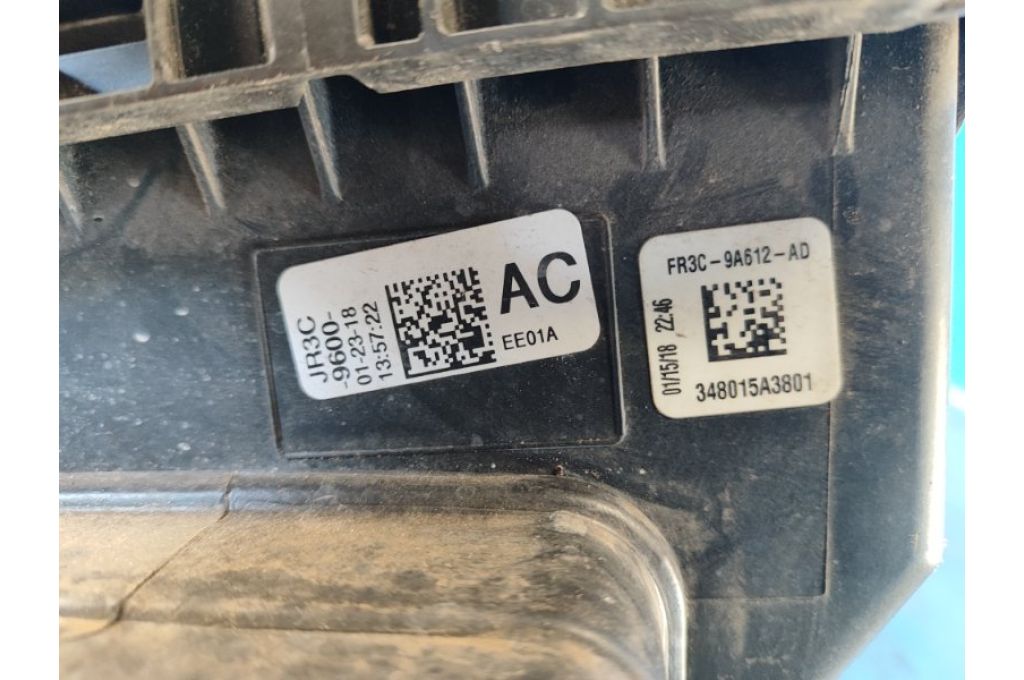 JR3C
-9600-
01-23-18
13:57:22
AC
EE01A
FR3C-9A612-AD
01/15/18 22:46
348015A3801